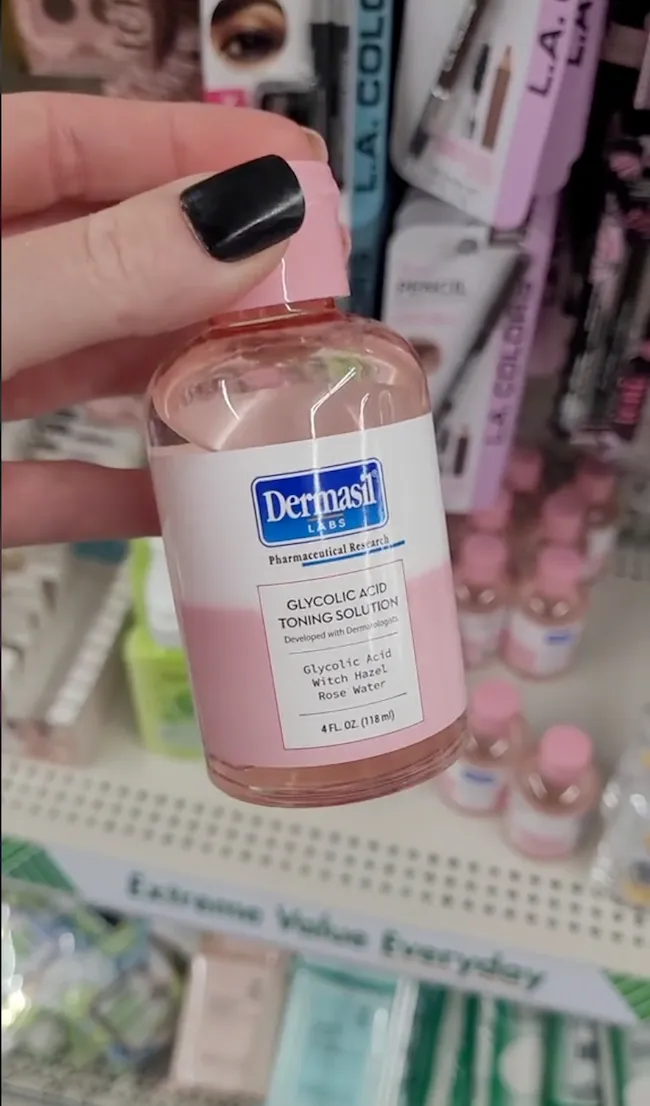 L.A. COLO
L.A.
L.A. COLORS
Dermasil®
LABS
Pharmaceutical Research
GLYCOLIC ACID
TONING SOLUTION
Developed with Dermatologists
Glycolic Acid
Witch Hazel
Rose Water
4 FL. OZ. (118 ml)
Extreme Value Everyday